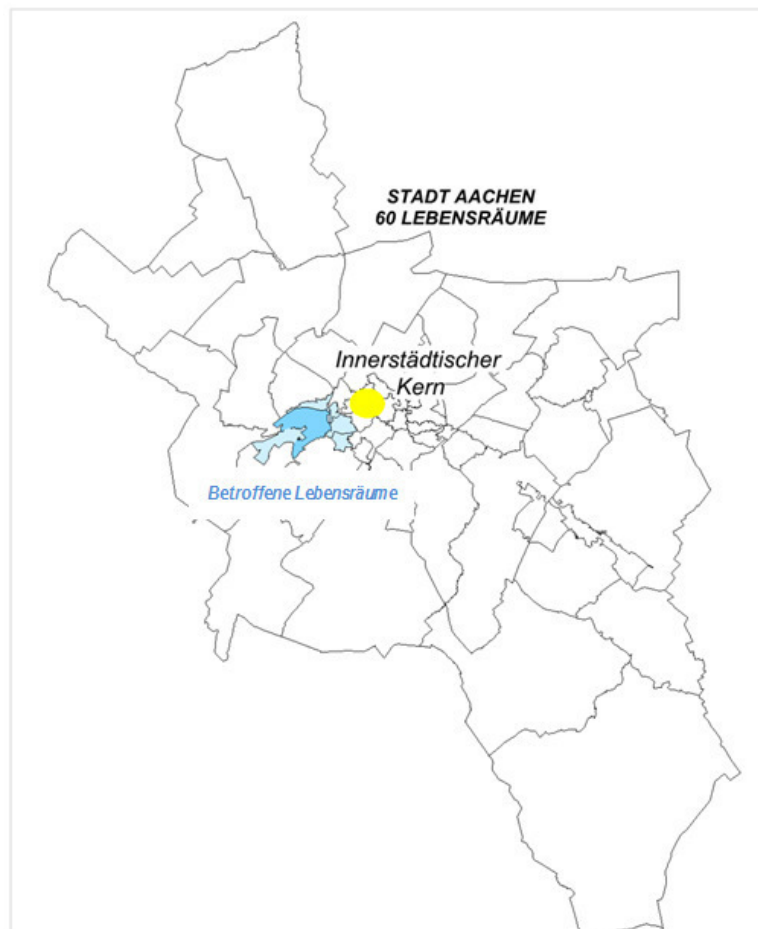 STADT AACHEN
60 LEBENSRÄUME
Innerstädtischer
Kern
Betroffene Lebensräume